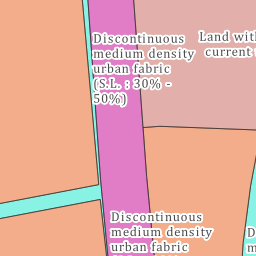 Discontinuous
medium density
urban fabric
(S.L. : 30% -
50%)
Land with
current
Discontinuous
medium density
urban fabric